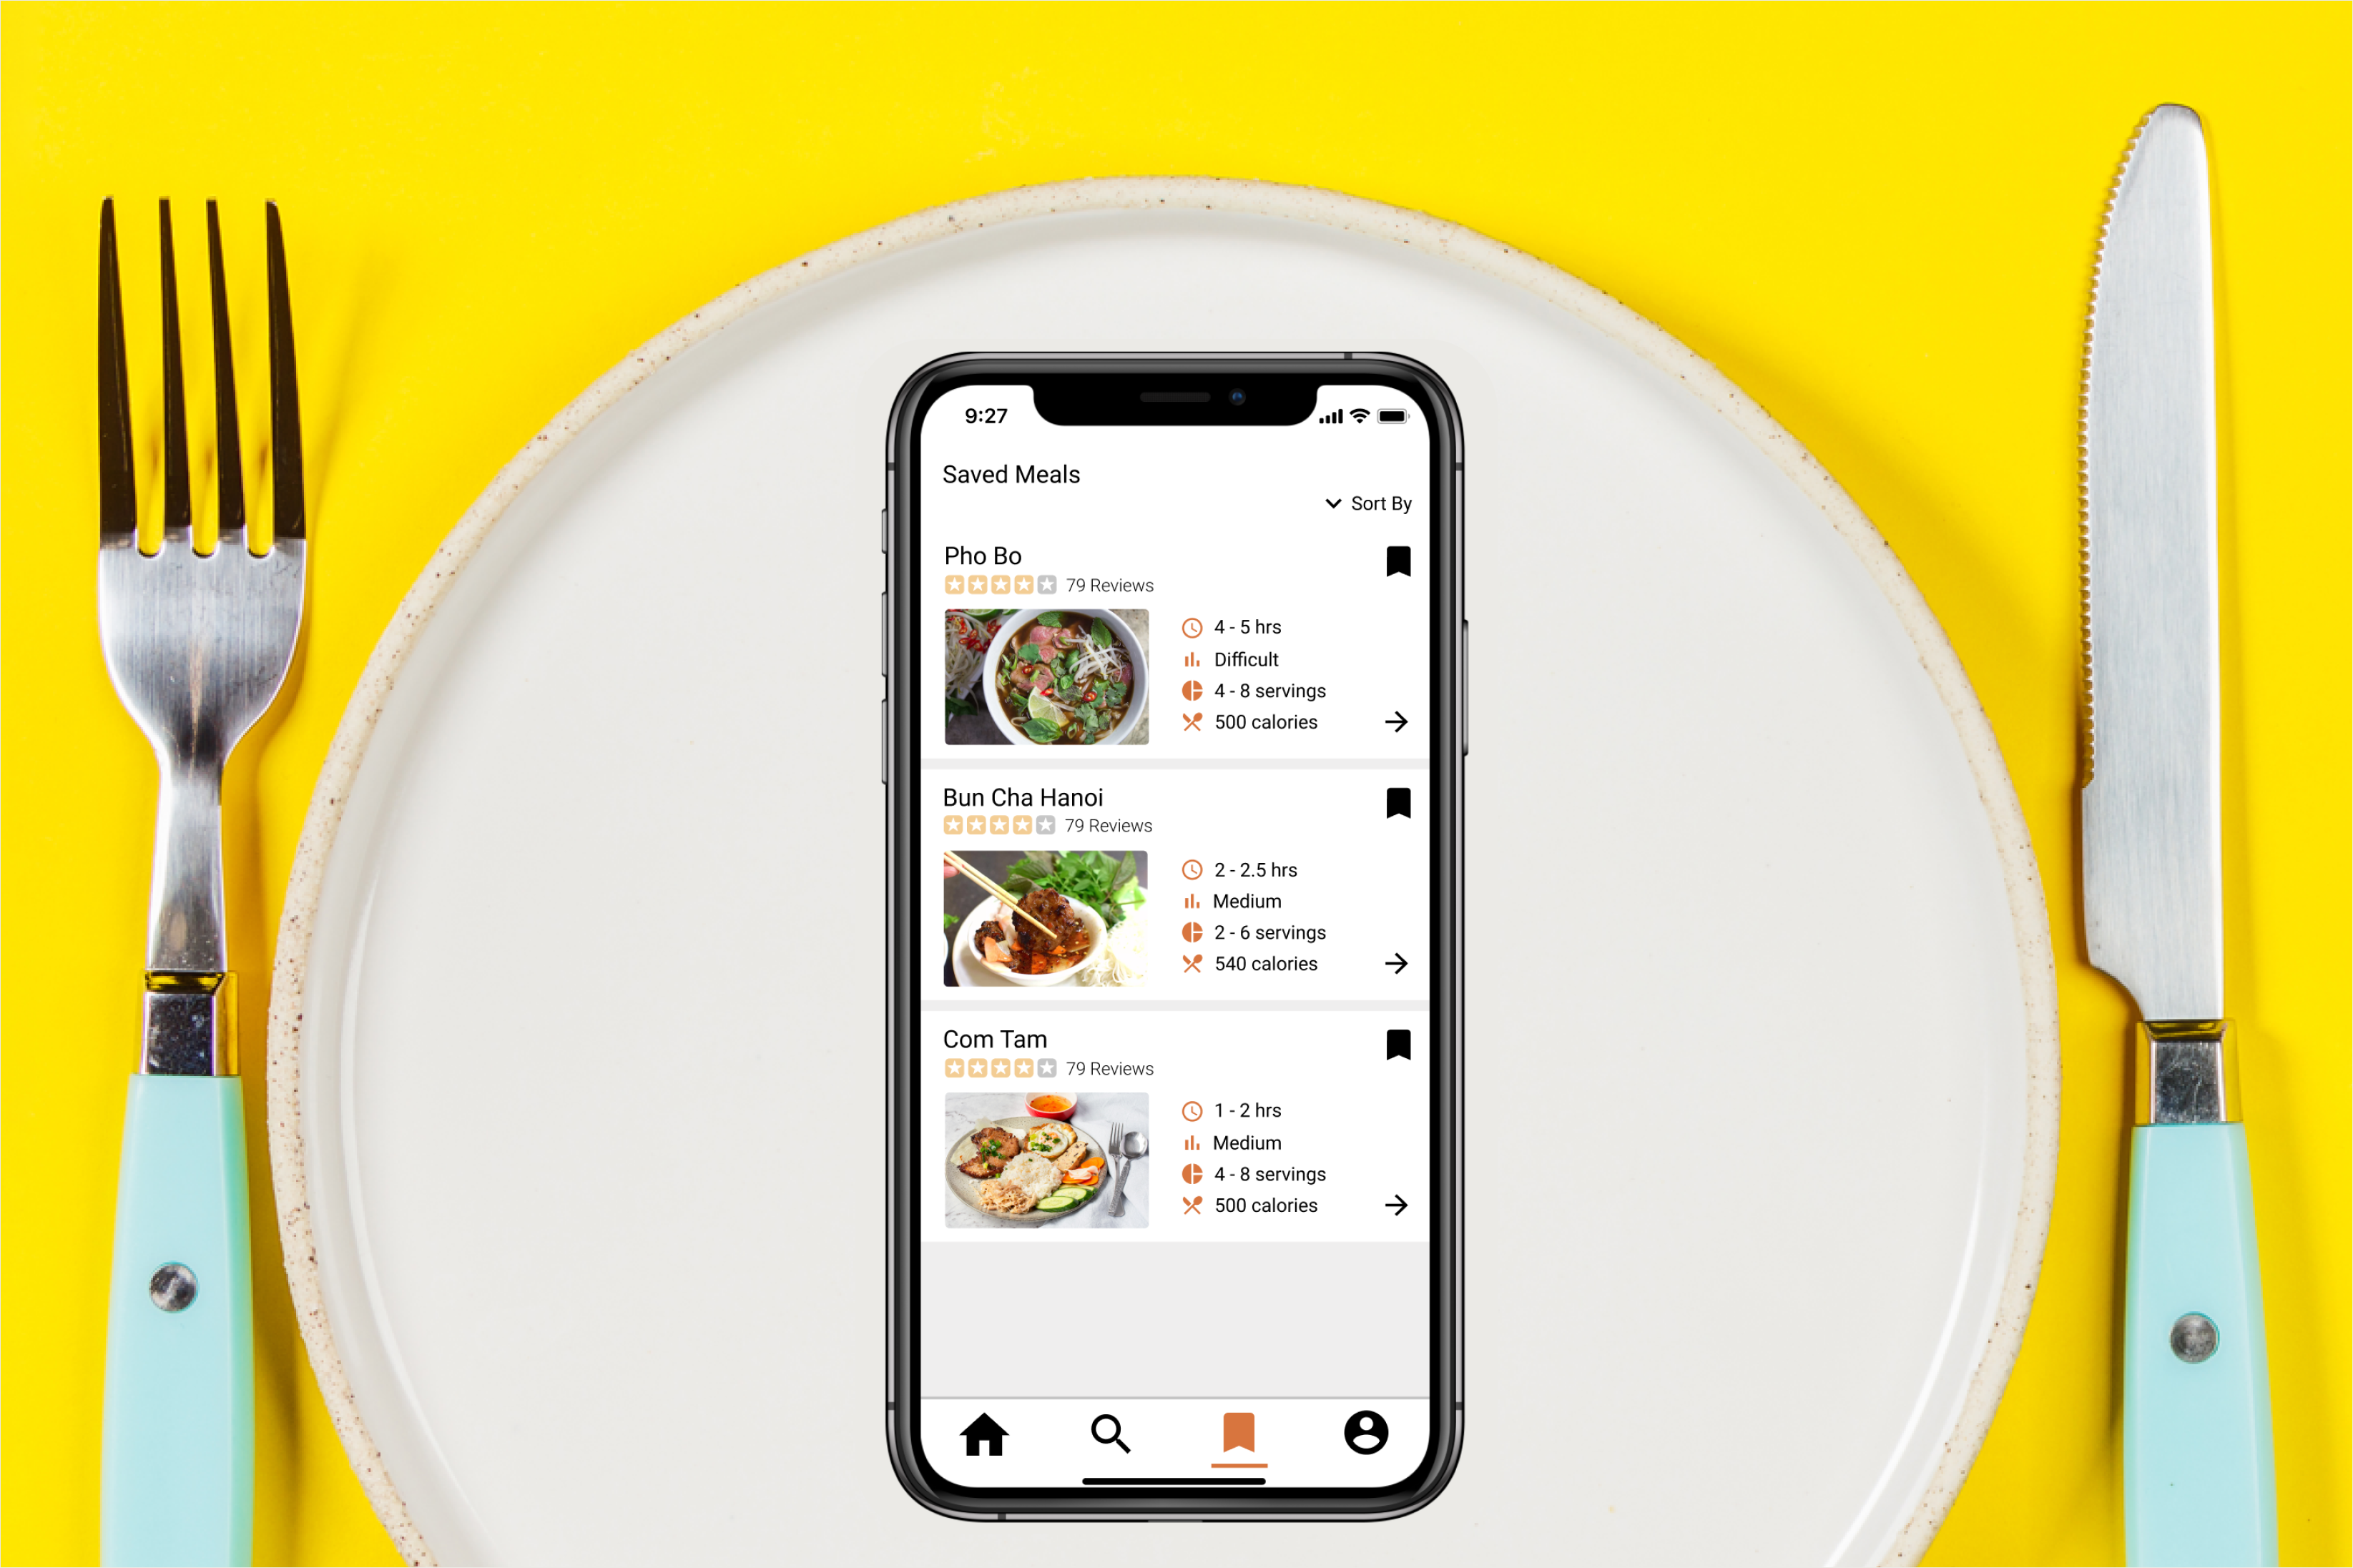 9:27
Saved Meals
Sort By
Pho Bo
79 Reviews
4 - 5 hrs
Difficult
4 - 8 servings
500 calories
Bun Cha Hanoi
79 Reviews
2 - 2.5 hrs
Medium
2 - 6 servings
540 calories
Com Tam
79 Reviews
1 - 2 hrs
Medium
4 - 8 servings
500 calories